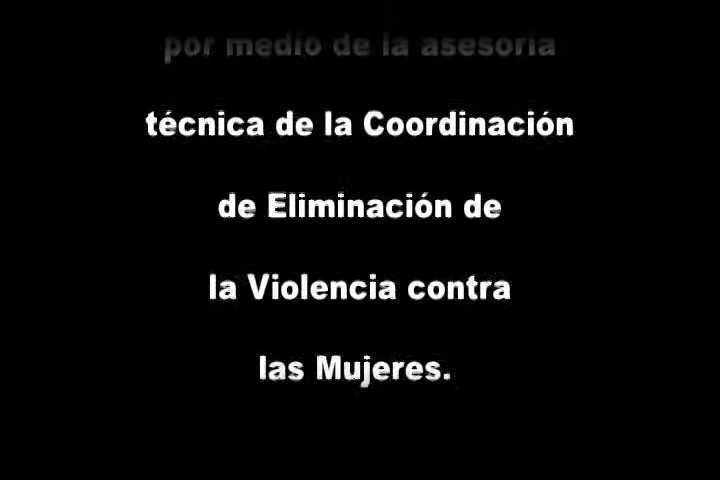 por medio de la asesoría
técnica de la Coordinación
de Eliminación de
la Violencia contra
las Mujeres.